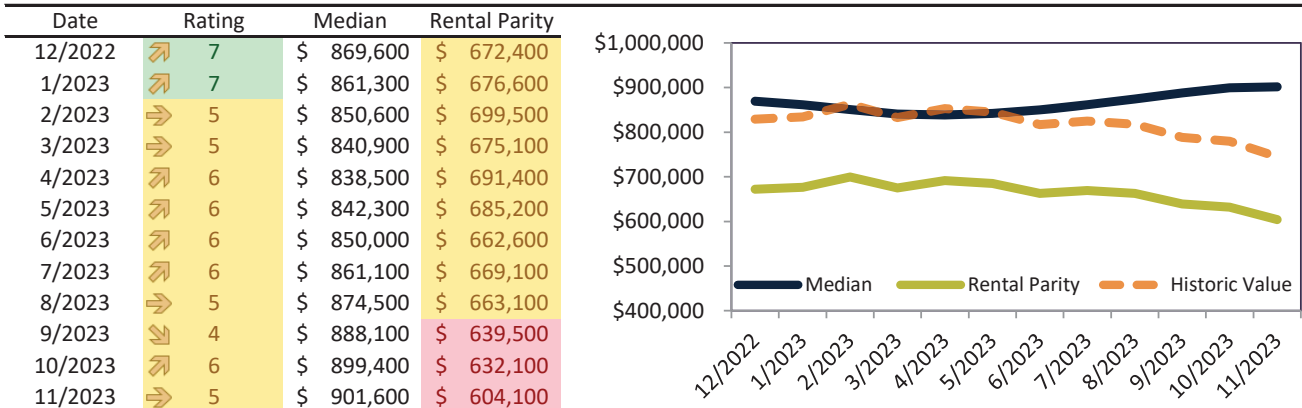 Date Rating Median Rental Parity
12/2022 7 $ 869,600 $ 672,400
1/2023 7 $ 861,300 $ 676,600
2/2023 5 $ 850,600 $ 699,500
3/2023 5 $ 840,900 $ 675,100
4/2023 6 $ 838,500 $ 691,400
5/2023 6 $ 842,300 $ 685,200
6/2023 6 $ 850,000 $ 662,600
7/2023 6 $ 861,100 $ 669,100
8/2023 5 $ 874,500 $ 663,100
9/2023 4 $ 888,100 $ 639,500
10/2023 6 $ 899,400 $ 632,100
11/2023 5 $ 901,600 $ 604,100
$1,000,000
$900,000
$800,000
$700,000
$600,000
$500,000
$400,000
Median Rental Parity Historic Value
12/2022 1/2023 2/2023 3/2023 4/2023 5/2023 6/2023 7/2023 8/2023 9/2023 10/2023 11/2023